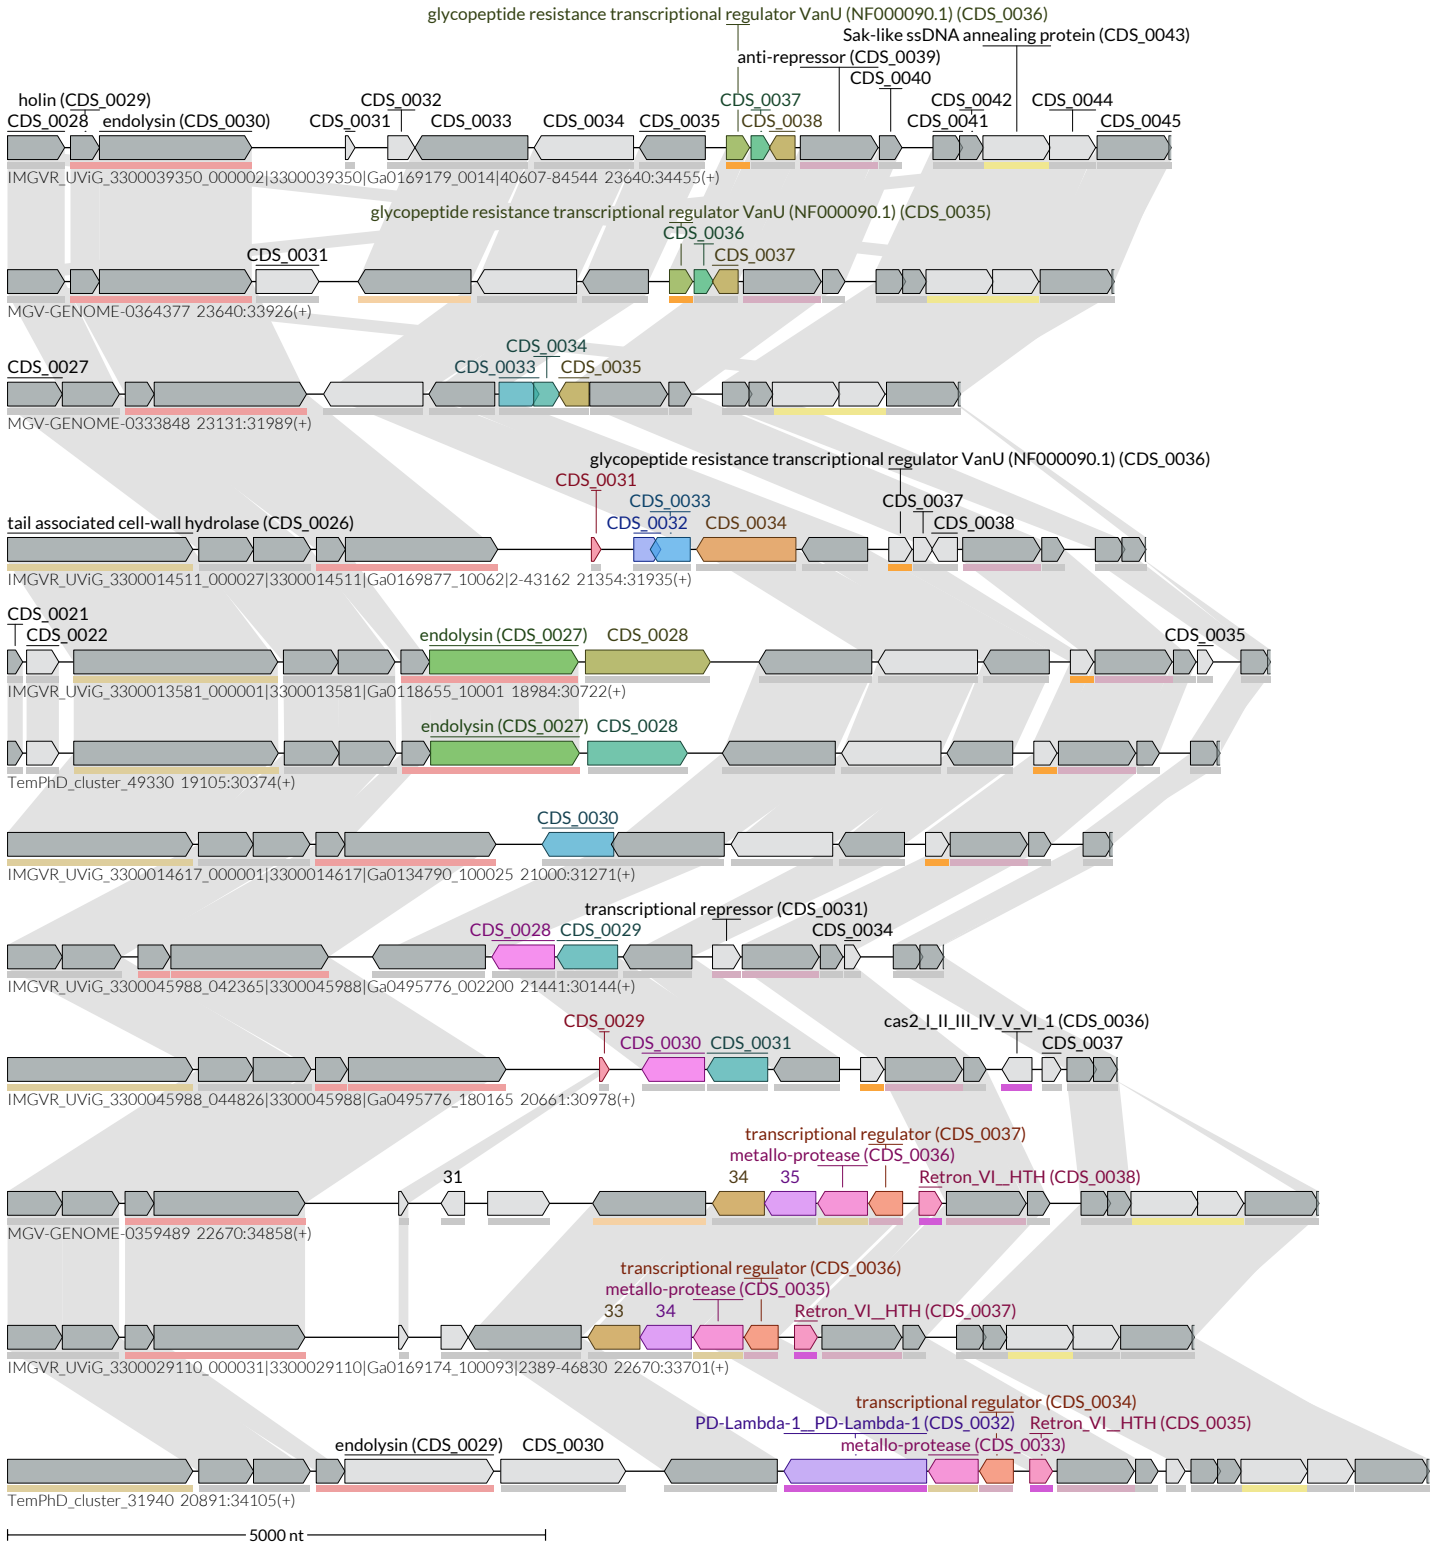 glycopeptide resistance transcriptional regulator VanU (NF000090.1) (CDS_0036)
Sak-like ssDNA annealing protein (CDS_0043)
anti-repressor (CDS_0039)
CDS_0040
holin (CDS_0029) CDS_0032 CDS_0037 CDS_0042 CDS_0044
CDS_0028 endolysin (CDS_0030) CDS_0031 CDS_0033 CDS_0034 CDS_0035 CDS_0038 CDS_0041 CDS_0045
IMGVR_UViG_3300039350_000002|3300039350|Ga0169179_0014|40607-84544 23640:34455(+)
glycopeptide resistance transcriptional regulator VanU (NF000090.1) (CDS_0035)
CDS_0036
CDS_0031 CDS_0037
MGV-GENOME-0364377 23640:33926(+)
CDS_0034
CDS_0027 CDS_0033 CDS_0035
MGV-GENOME-0333848 23131:31989(+)
glycopeptide resistance transcriptional regulator VanU (NF000090.1) (CDS_0036)
CDS_0031
CDS_0033 CDS_0037
tail associated cell-wall hydrolase (CDS_0026) CDS_0032 CDS_0034 CDS_0038
IMGVR_UViG_3300014511_000027|3300014511|Ga0169877_10062|2-43162 21354:31935(+)
CDS_0021
CDS_0022 endolysin (CDS_0027) CDS_0028 CDS_0035
IMGVR_UViG_3300013581_000001|3300013581|Ga0118655_10001 18984:30722(+)
endolysin (CDS_0027) CDS_0028
TemPhD_cluster_49330 19105:30374(+)
CDS_0030
IMGVR_UViG_3300014617_000001|3300014617|Ga0134790_100025 21000:31271(+)
transcriptional repressor (CDS_0031)
CDS_0028 CDS_0029 CDS_0034
IMGVR_UViG_3300045988_042365|3300045988|Ga0495776_002200 21441:30144(+)
CDS_0029 cas2_I_II_III_IV_V_VI_1 (CDS_0036)
CDS_0030 CDS_0031 CDS_0037
IMGVR_UViG_3300045988_044826|3300045988|Ga0495776_180165 20661:30978(+)
transcriptional regulator (CDS_0037)
metallo-protease (CDS_0036)
31 34 35 Retron_VI__HTH (CDS_0038)
MGV-GENOME-0359489 22670:34858(+)
transcriptional regulator (CDS_0036)
metallo-protease (CDS_0035)
33 34 Retron_VI__HTH (CDS_0037)
IMGVR_UViG_3300029110_000031|3300029110|Ga0169174_100093|2389-46830 22670:33701(+)
transcriptional regulator (CDS_0034)
PD-Lambda-1__PD-Lambda-1 (CDS_0032) Retron_VI__HTH (CDS_0035)
endolysin (CDS_0029) CDS_0030 metallo-protease (CDS_0033)
TemPhD_cluster_31940 20891:34105(+)
5000 nt